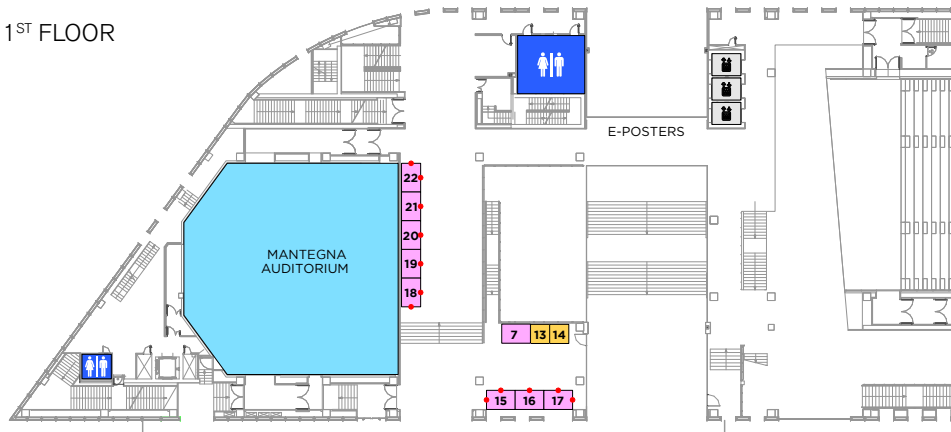 1ST FLOOR
E-POSTERS
22
21
20
19
18
MANTEGNA
AUDITORIUM
7 13 14
15 16 17